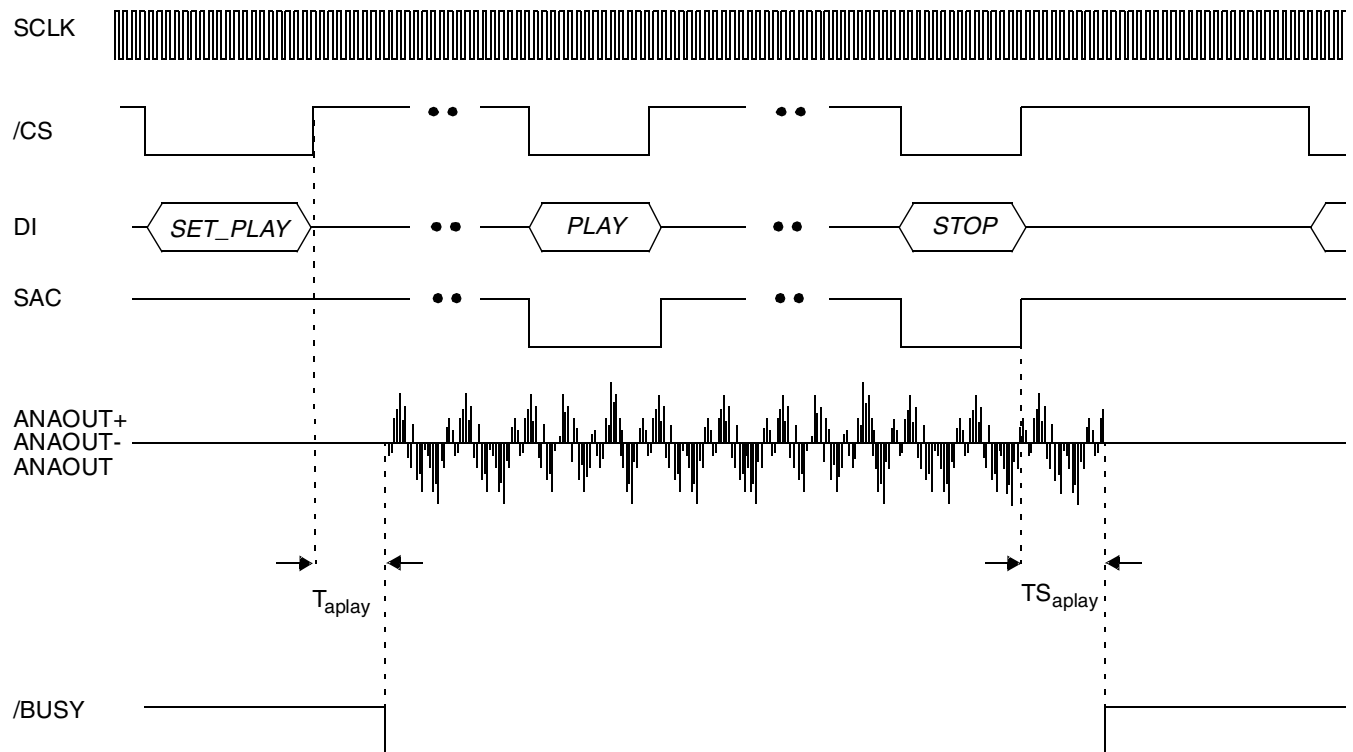 SCLK
/CS
DI
SET_PLAY
PLAY
STOP
SAC
ANAOUT+
ANAOUT-
ANAOUT
Taplay
TSaplay
/BUSY